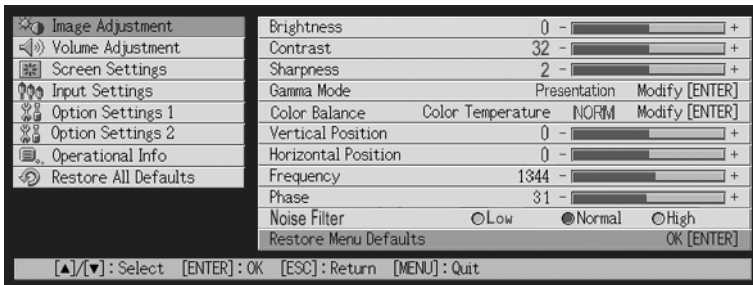 Image Adjustment
Volume Adjustment
Screen Settings
Input Settings
Option Settings 1
Option Settings 2
Operational Info
Restore All Defaults
Brightness 0 - +
Contrast 32 - +
Sharpness 2 - +
Gamma Mode Presentation Modify [ENTER]
Color Balance Color Temperature NORM Modify [ENTER]
Vertical Position 0 - +
Horizontal Position 0 - +
Frequency 1344 - +
Phase 31 - +
Noise Filter Low Normal High
Restore Menu Defaults OK [ENTER]
[▲]/[▼]:Select [ENTER]:OK [ESC]:Return [MENU]:Quit